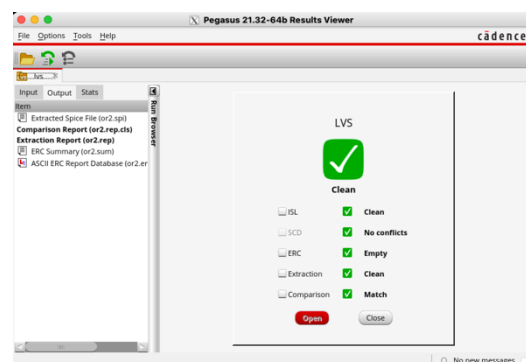 Pegasus 21.32-64b Results Viewer
File Options Tools Help
cādence
lvs
Input Output Stats
Item
Extracted Spice File (or2.spi)
Comparison Report (or2.rep.cls)
Extraction Report (or2.rep)
ERC Summary (or2.sum)
ASCII ERC Report Database (or2.er
Run Browser
LVS
Clean
ISL Clean
SCD No conflicts
ERC Empty
Extraction Clean
Comparison Match
Open Close
No new messages